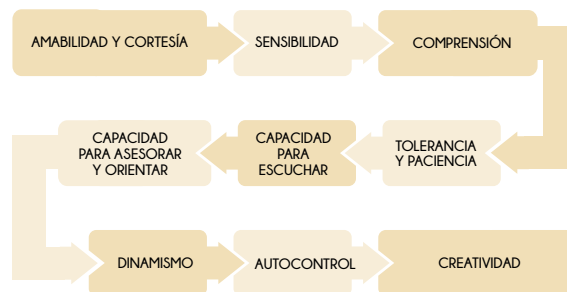 AMABILIDAD Y CORTESÍA
SENSIBILIDAD
COMPRENSIÓN
TOLERANCIA
Y PACIENCIA
CAPACIDAD
PARA
ESCUCHAR
CAPACIDAD
PARA ASESORAR
Y ORIENTAR
DINAMISMO
AUTOCONTROL
CREATIVIDAD